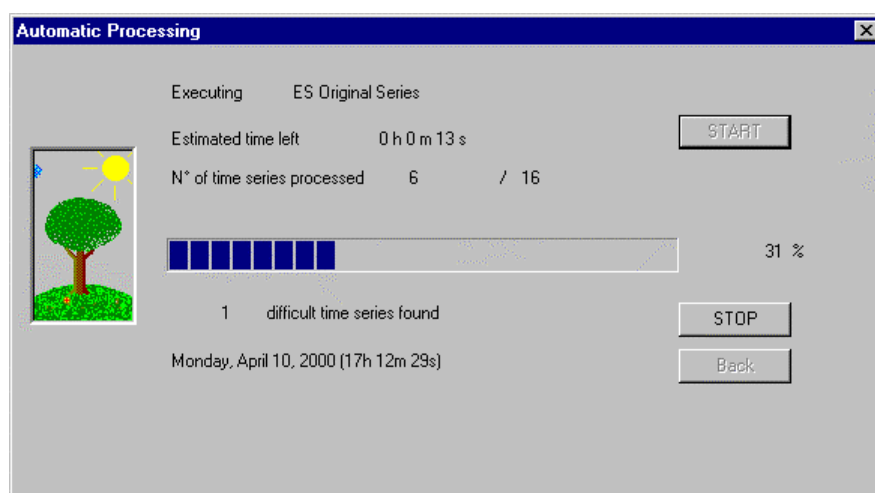 Automatic Processing
Executing ES Original Series
Estimated time left 0 h 0 m 13 s
START
N° of time series processed 6 / 16
31 %
1 difficult time series found
STOP
Monday, April 10, 2000 (17h 12m 29s)
Back